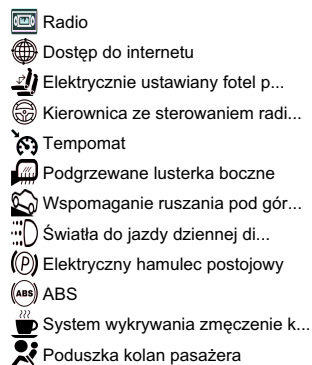 Radio
Dostęp do internetu
Elektrycznie ustawiany fotel p...
Kierownica ze sterowaniem radi...
Tempomat
Podgrzewane lusterka boczne
Wspomaganie ruszania pod gór...
Światła do jazdy dziennej di...
(P) Elektryczny hamulec postojowy
(ABS) ABS
System wykrywania zmęczenie k...
Poduszka kolan pasażera